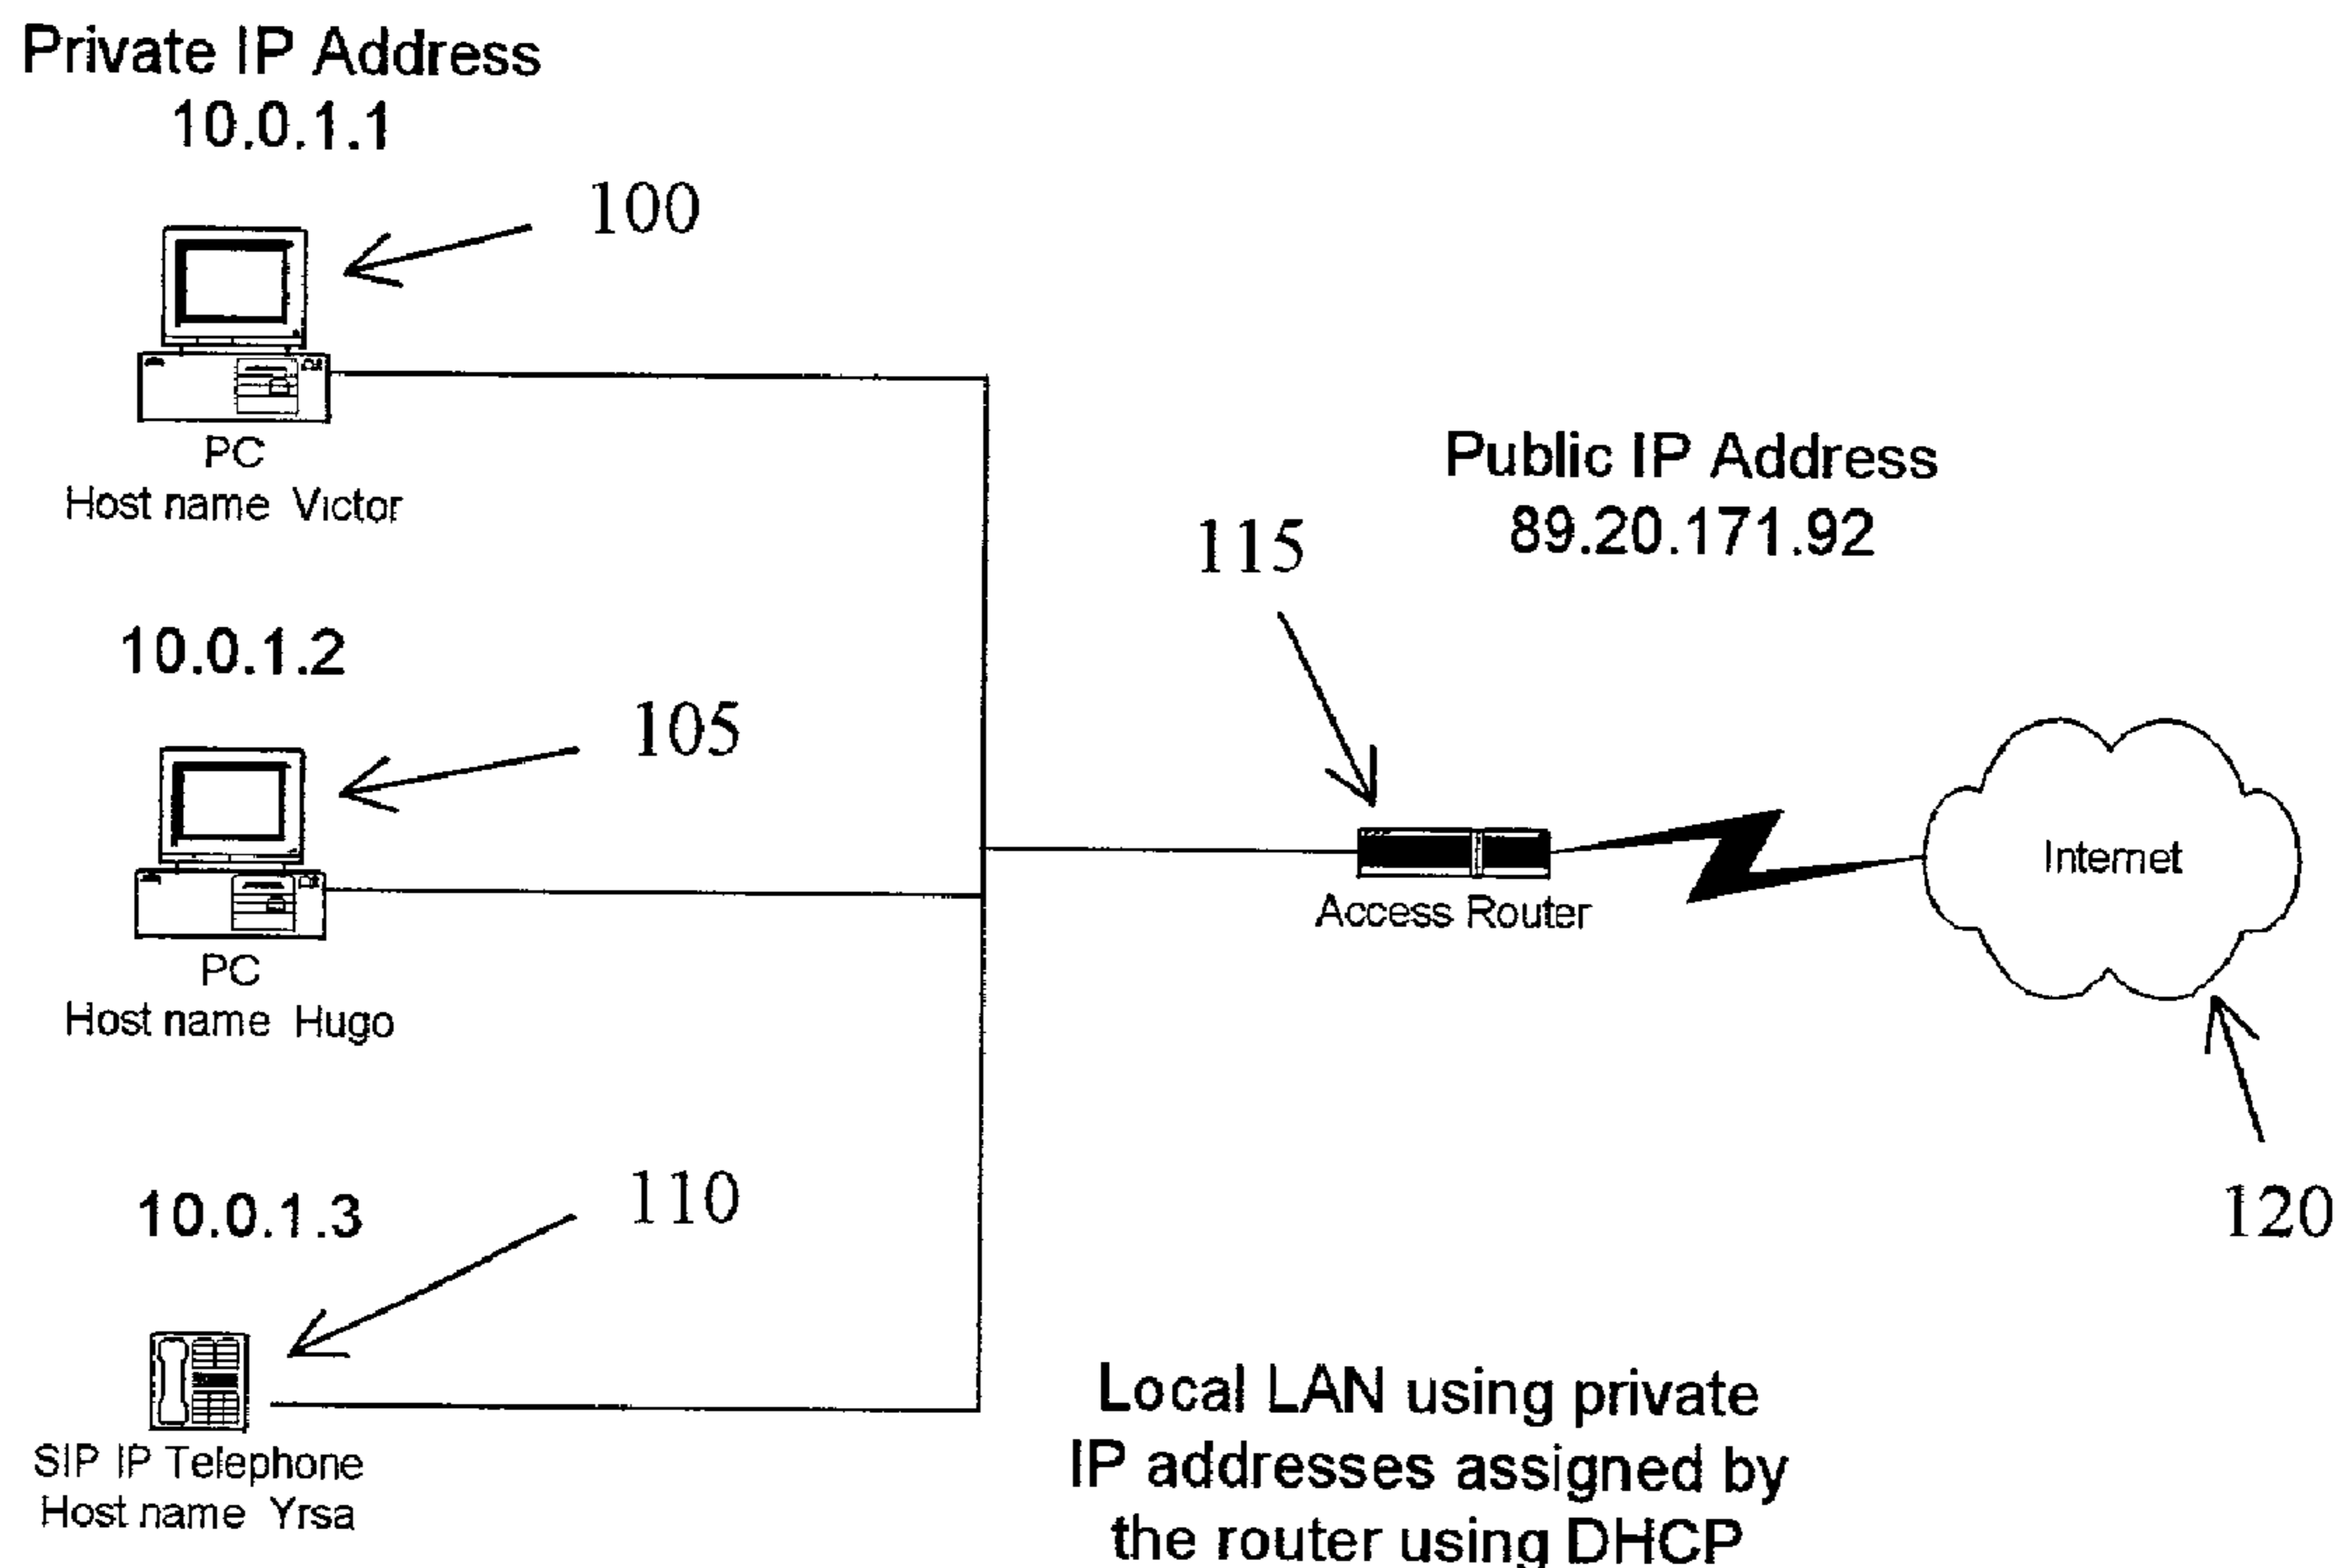 Private IP Address
10.0.1.1
100
PC
Host name Victor
Public IP Address
89.20.171.92
115
10.0.1.2
105
PC
Host name Hugo
Access Router
Internet
120
10.0.1.3
110
SIP IP Telephone
Host name Yrsa
Local LAN using private
IP addresses assigned by
the router using DHCP